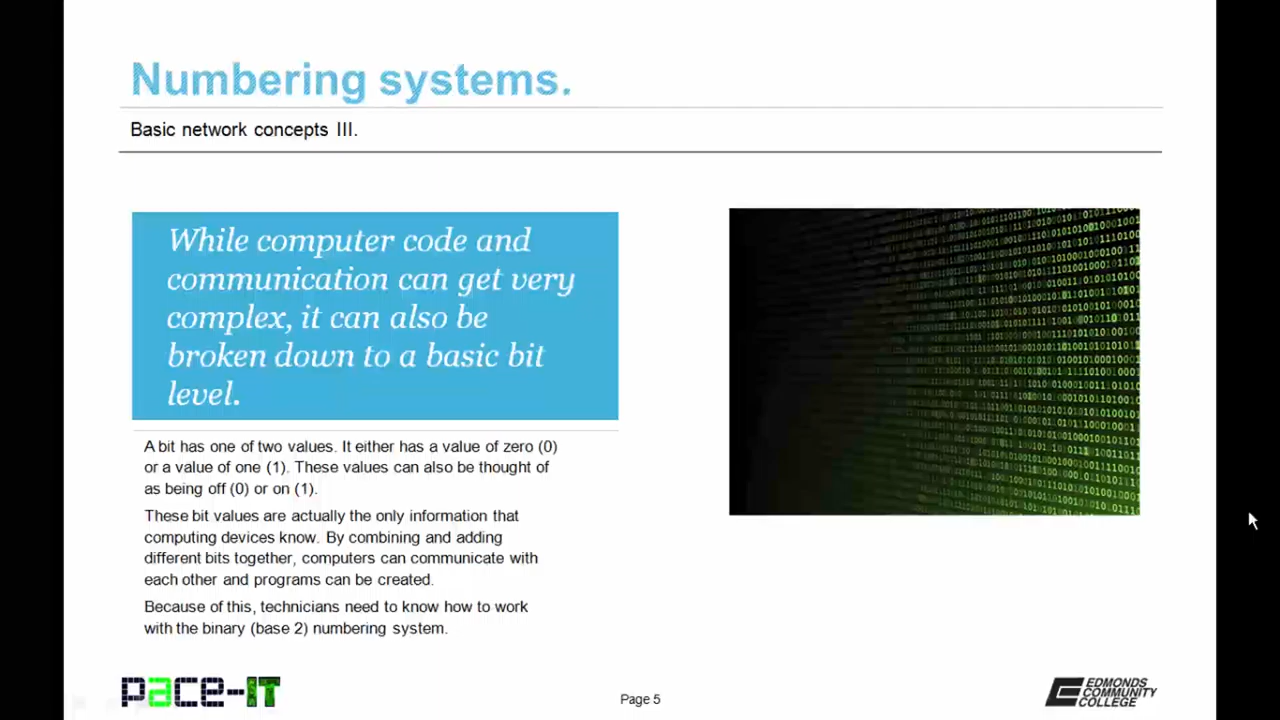 Numbering systems.
Basic network concepts III.
While computer code and
communication can get very
complex, it can also be
broken down to a basic bit
level.
A bit has one of two values. It either has a value of zero (0)
or a value of one (1). These values can also be thought of
as being off (0) or on (1).
These bit values are actually the only information that
computing devices know. By combining and adding
different bits together, computers can communicate with
each other and programs can be created.
Because of this, technicians need to know how to work
with the binary (base 2) numbering system.
pace-IT
Page 5
EDMONDS
COMMUNITY
COLLEGE